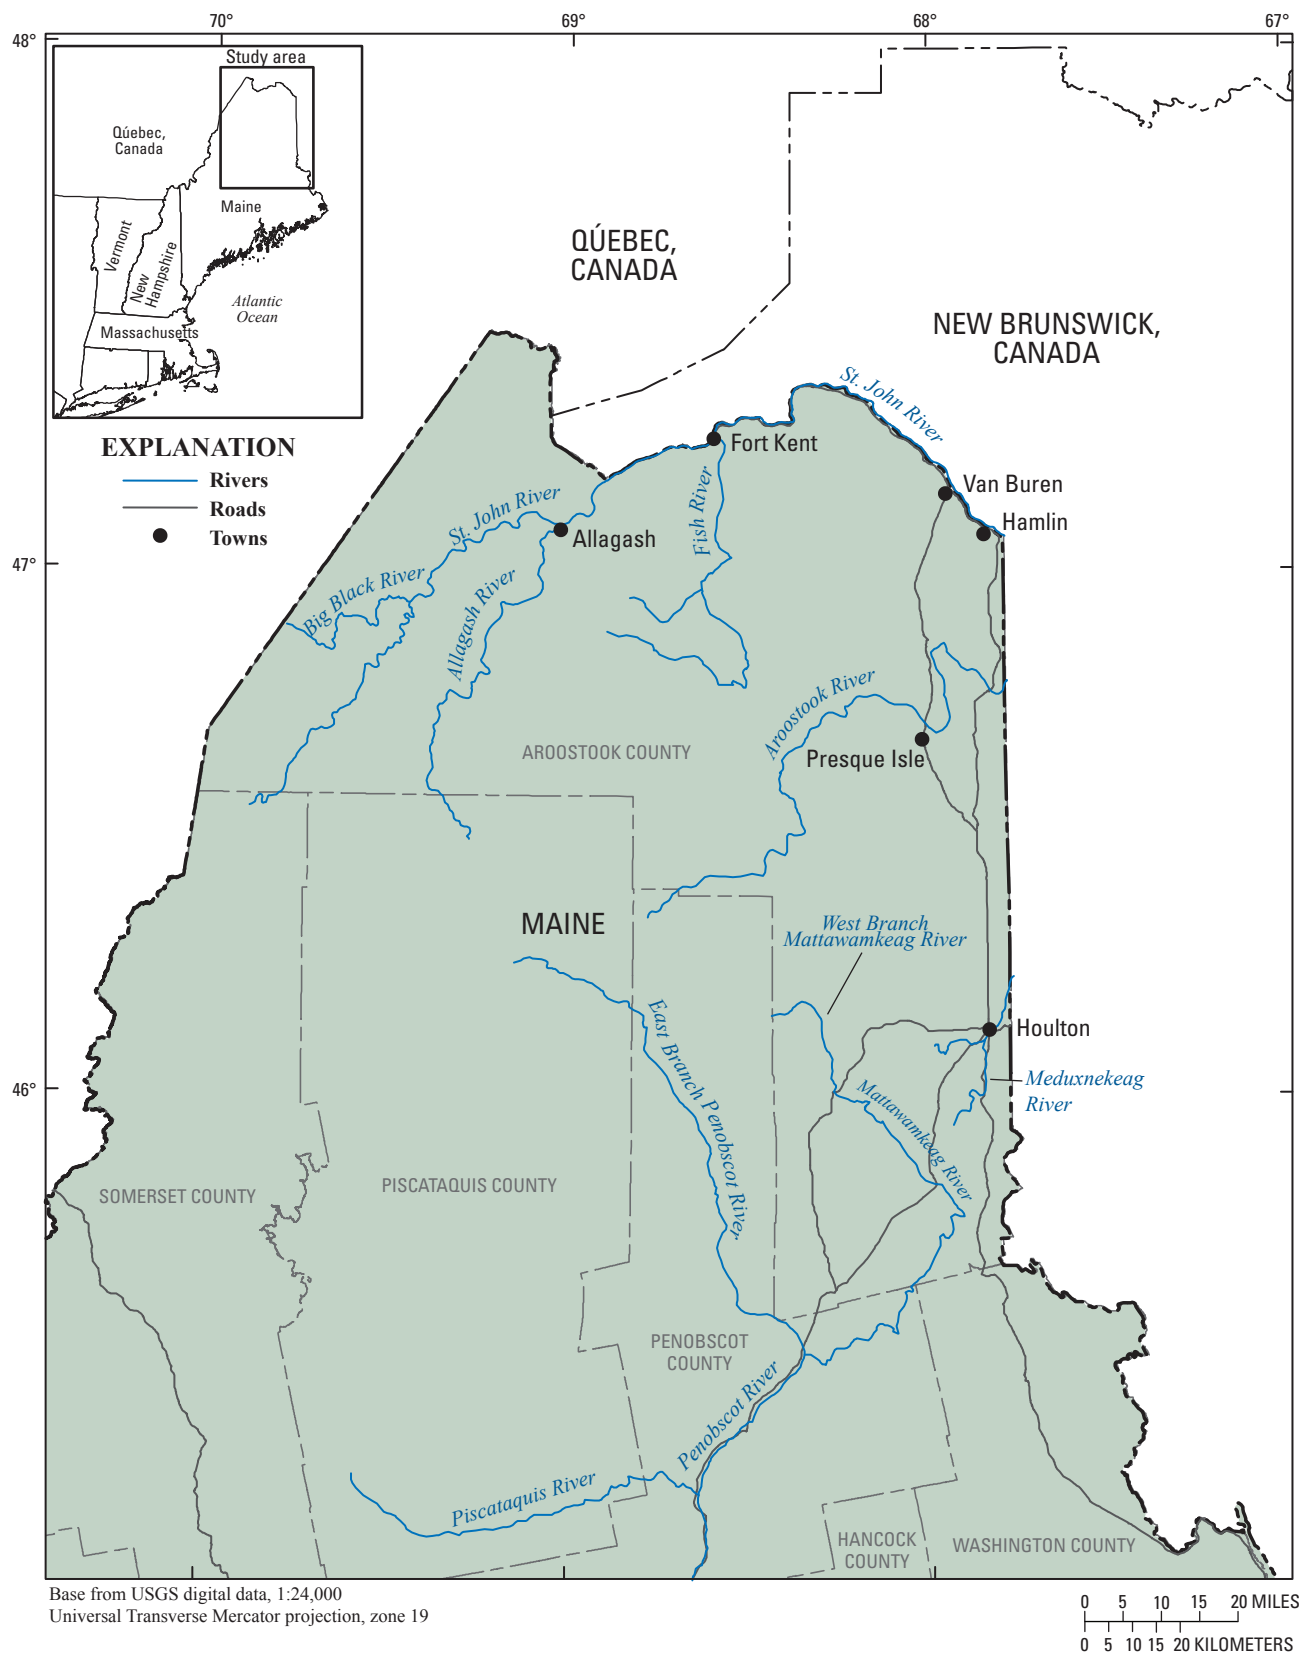 70°
69°
68°
67°
48°
47°
46°
Study area
Qúebec,
Canada
Maine
Vermont
New
Hampshire
Atlantic
Ocean
Massachusetts
QÚEBEC,
CANADA
NEW BRUNSWICK,
CANADA
EXPLANATION
Rivers
Roads
Towns
St. John River
Fort Kent
Van Buren
Hamlin
St. John River
Fish River
Allagash
Big Black River
Allagash River
Aroostook River
AROOSTOOK COUNTY
Presque Isle
MAINE
West Branch
Mattawamkeag River
East Branch Penobscot River
Houlton
Meduxnekeag
River
Mattawamkeag River
SOMERSET COUNTY
PISCATAQUIS COUNTY
PENOBSCOT
COUNTY
Penobscot River
Piscataquis River
HANCOCK
COUNTY
WASHINGTON COUNTY
Base from USGS digital data, 1:24,000
Universal Transverse Mercator projection, zone 19
0 5 10 15 20 MILES
0 5 10 15 20 KILOMETERS